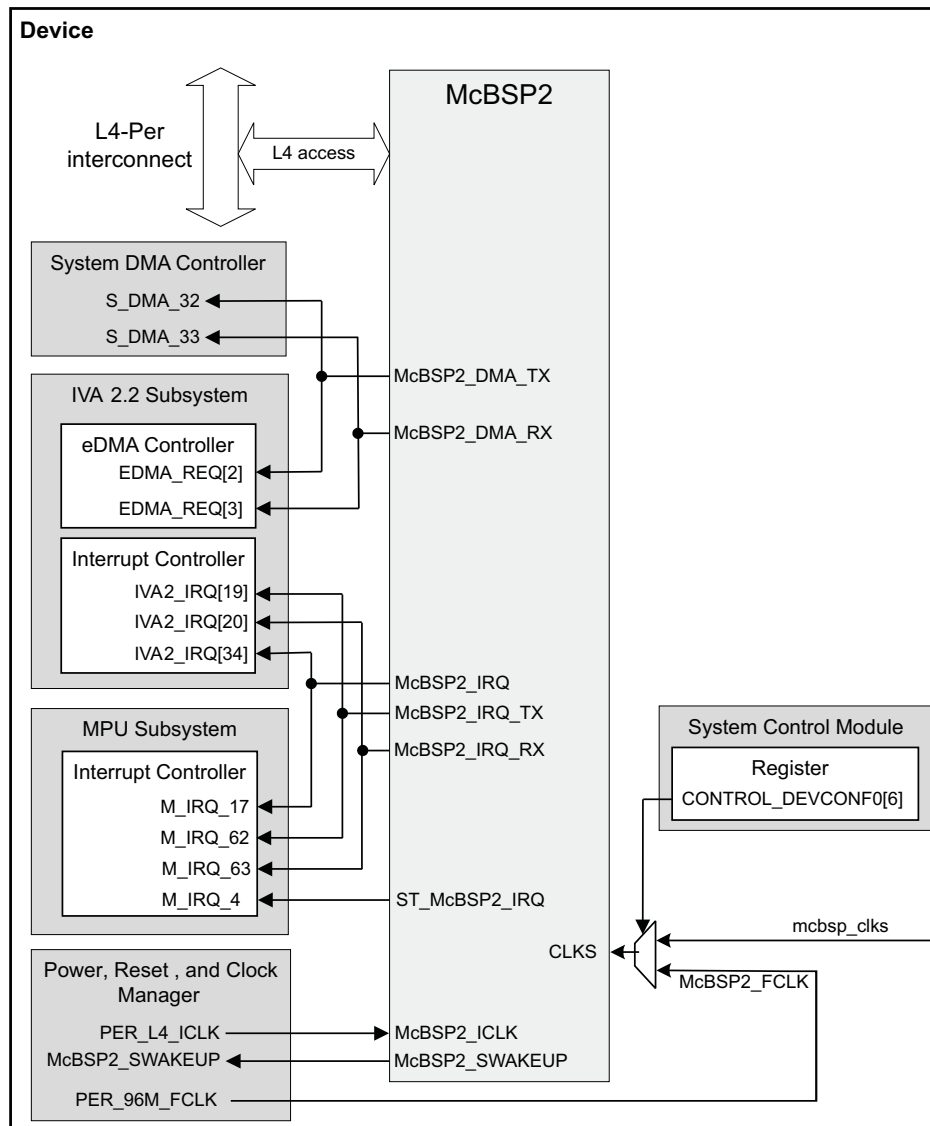 Device
McBSP2
L4-Per
interconnect
L4 access
System DMA Controller
S_DMA_32
S_DMA_33
McBSP2_DMA_TX
IVA 2.2 Subsystem
McBSP2_DMA_RX
eDMA Controller
EDMA_REQ[2]
EDMA_REQ[3]
Interrupt Controller
IVA2_IRQ[19]
IVA2_IRQ[20]
IVA2_IRQ[34]
McBSP2_IRQ
McBSP2_IRQ_TX
McBSP2_IRQ_RX
MPU Subsystem
Interrupt Controller
M_IRQ_17
M_IRQ_62
M_IRQ_63
M_IRQ_4
ST_McBSP2_IRQ
System Control Module
Register
CONTROL_DEVCONF0[6]
mcbsp_clks
CLKS
McBSP2_FCLK
Power, Reset , and Clock
Manager
PER_L4_ICLK
McBSP2_ICLK
McBSP2_SWAKEUP
McBSP2_SWAKEUP
PER_96M_FCLK